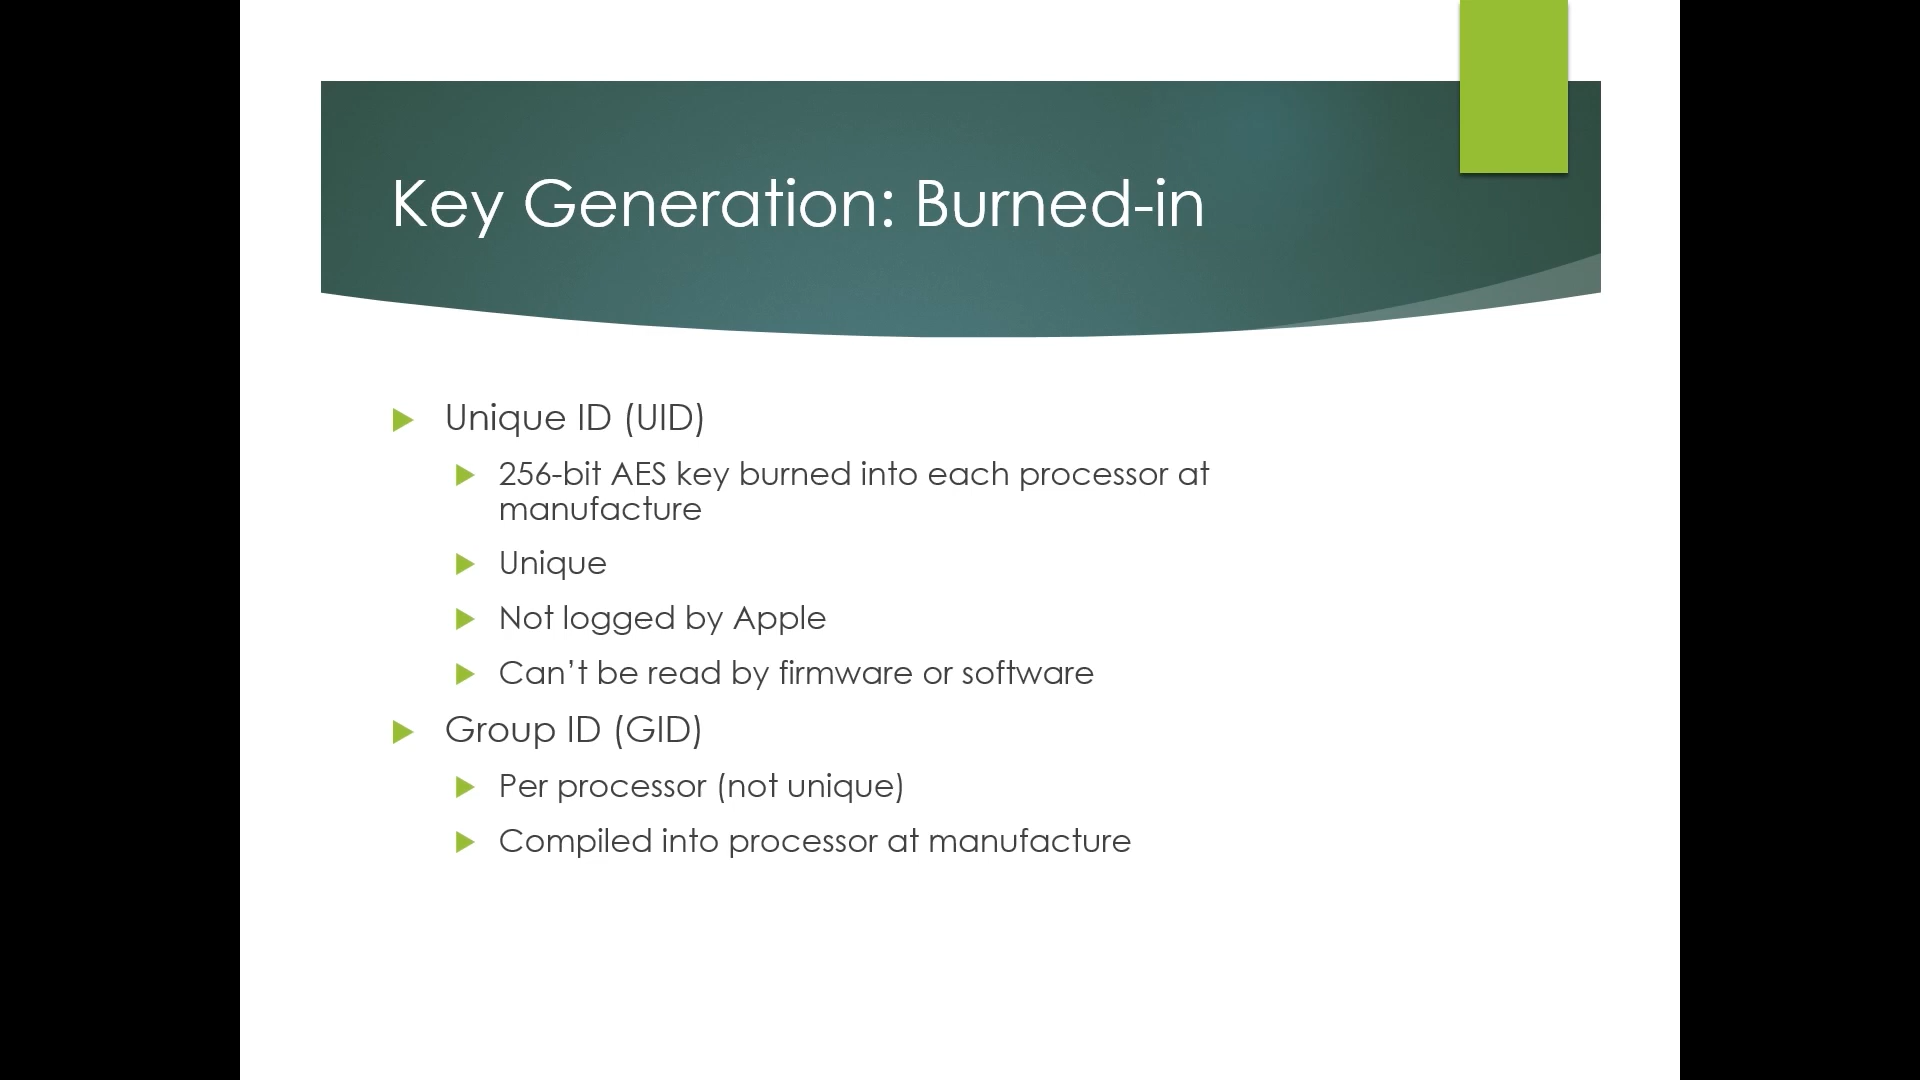 Key Generation: Burned-in
Unique ID (UID)
256-bit AES key burned into each processor at
manufacture
Unique
Not logged by Apple
Can’t be read by firmware or software
Group ID (GID)
Per processor (not unique)
Compiled into processor at manufacture